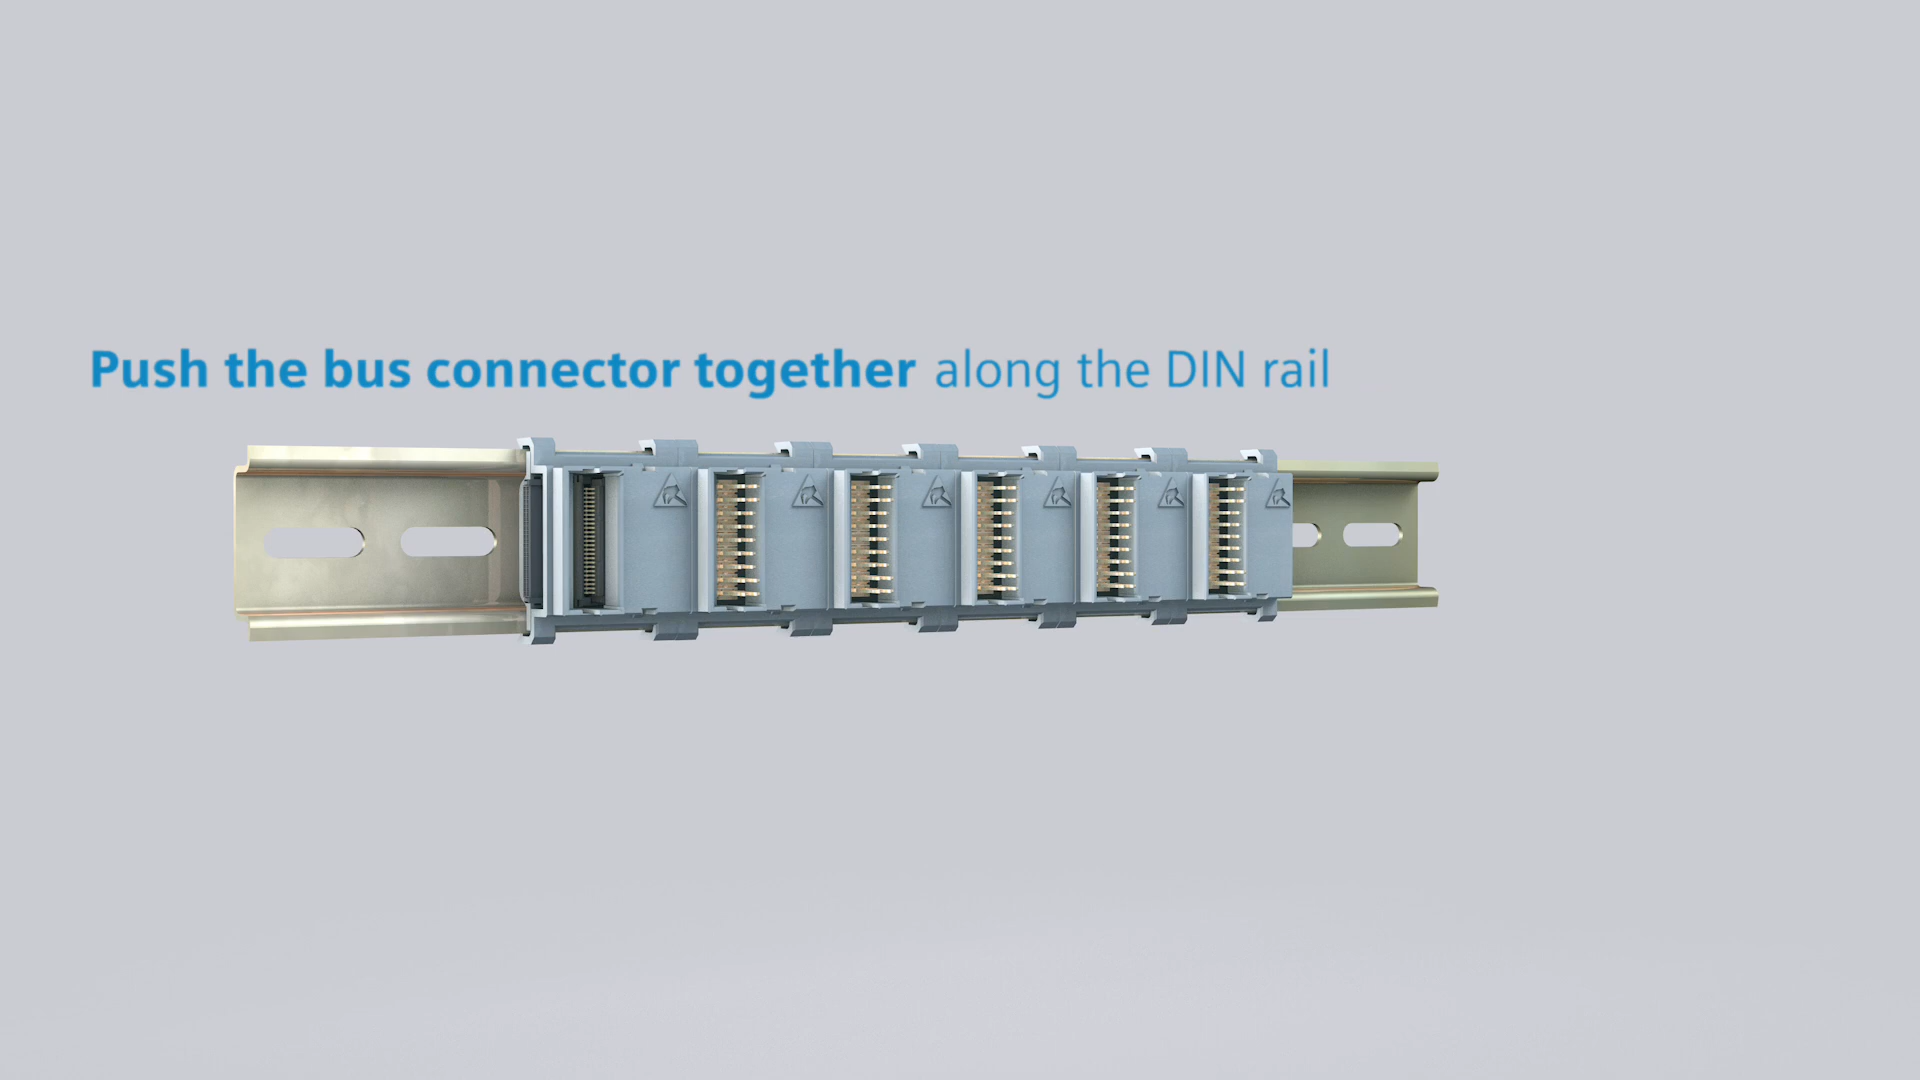 Push the bus connector together along the DIN rail